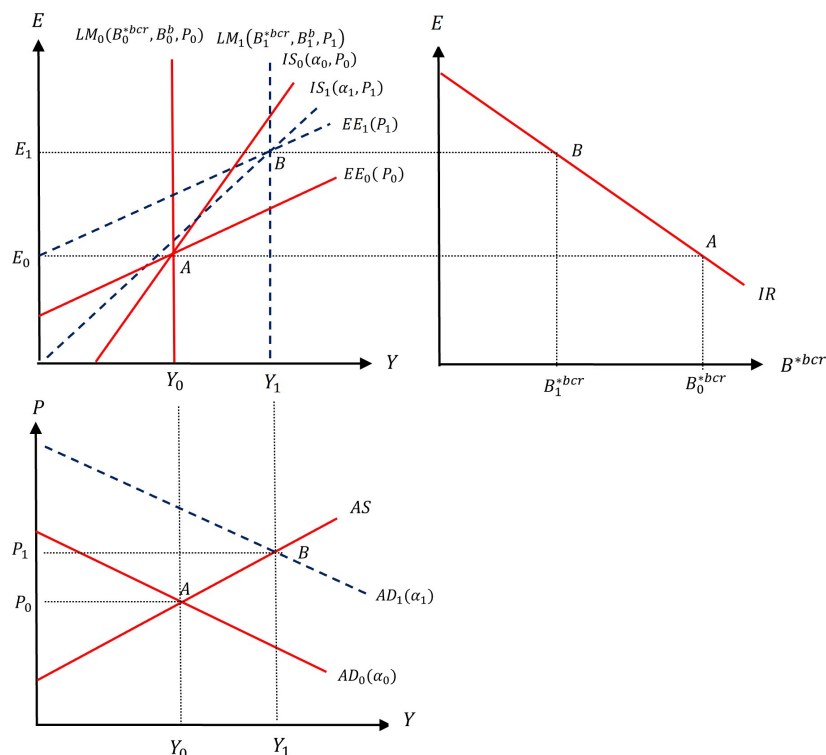 E
LM₀(B₀*ᵇᶜʳ, B₀ᵇ, P₀)
LM₁(B₁*ᵇᶜʳ, B₁ᵇ, P₁)
IS₀(α₀, P₀)
IS₁(α₁, P₁)
EE₁(P₁)
E₁
B
EE₀( P₀)
E₀
A
Y
Y₀
Y₁
E
B
A
IR
B*ᵇᶜʳ
B₁*ᵇᶜʳ
B₀*ᵇᶜʳ
P
AS
P₁
B
A
P₀
AD₁(α₁)
AD₀(α₀)
Y
Y₀
Y₁